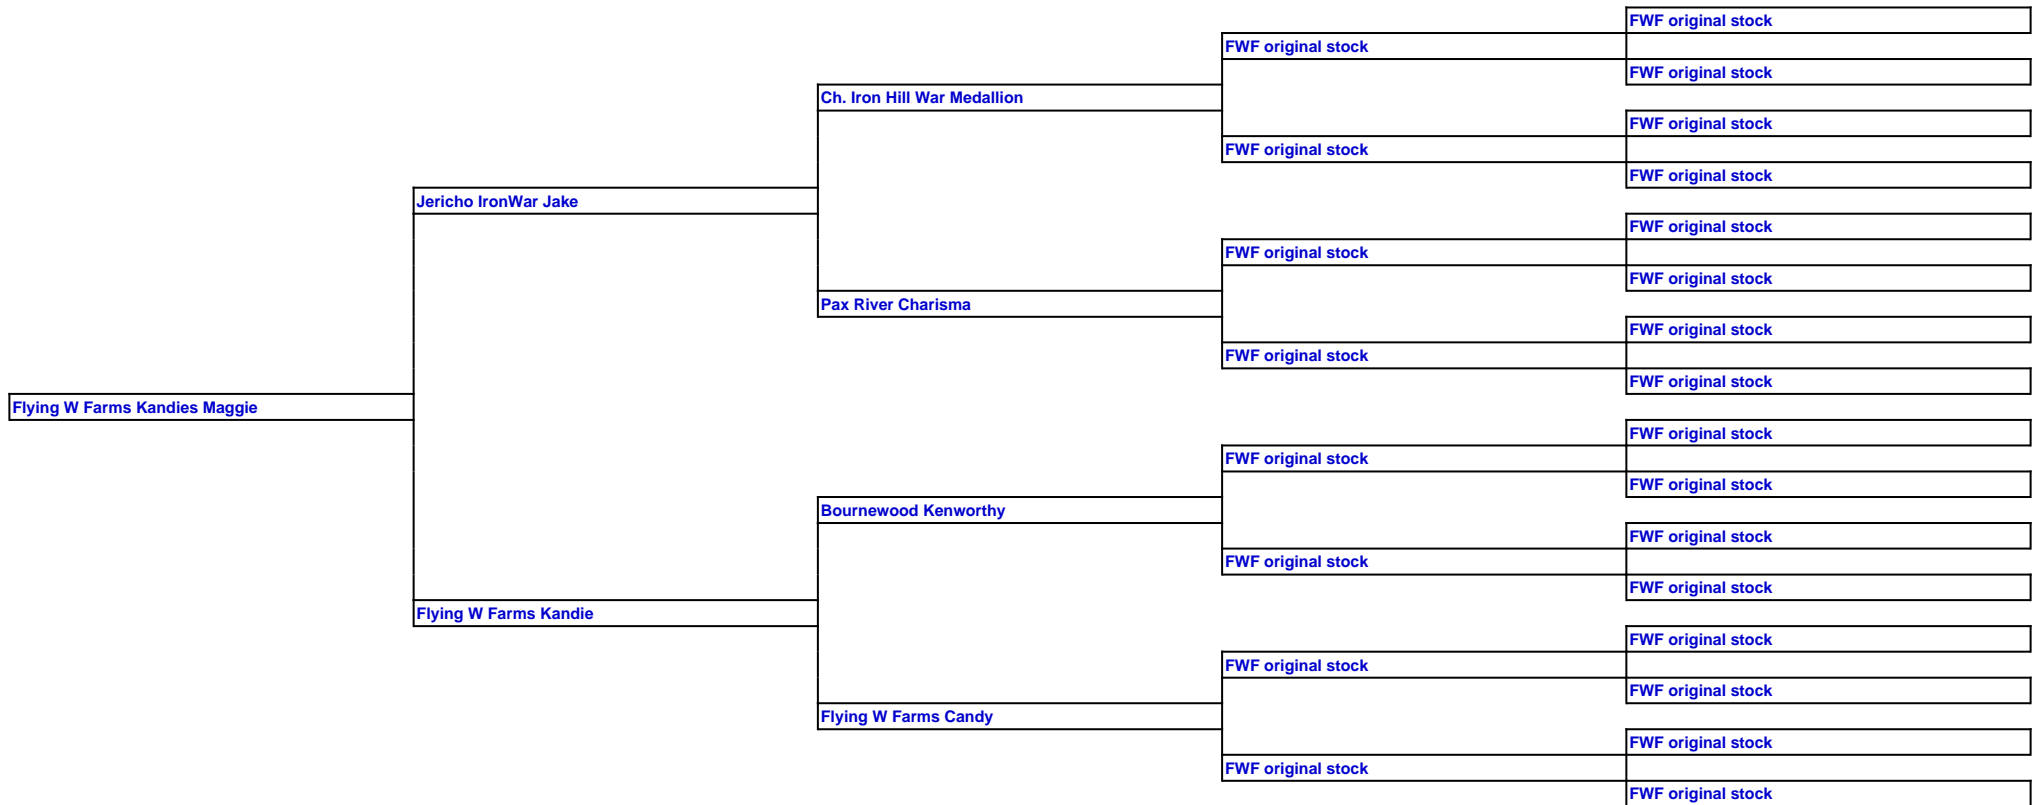 FWF original stock
FWF original stock
FWF original stock
Ch. Iron Hill War Medallion
FWF original stock
FWF original stock
FWF original stock
Jericho IronWar Jake
FWF original stock
FWF original stock
FWF original stock
Pax River Charisma
FWF original stock
FWF original stock
FWF original stock
Flying W Farms Kandies Maggie
FWF original stock
FWF original stock
FWF original stock
Bournewood Kenworthy
FWF original stock
FWF original stock
FWF original stock
Flying W Farms Kandie
FWF original stock
FWF original stock
FWF original stock
Flying W Farms Candy
FWF original stock
FWF original stock
FWF original stock